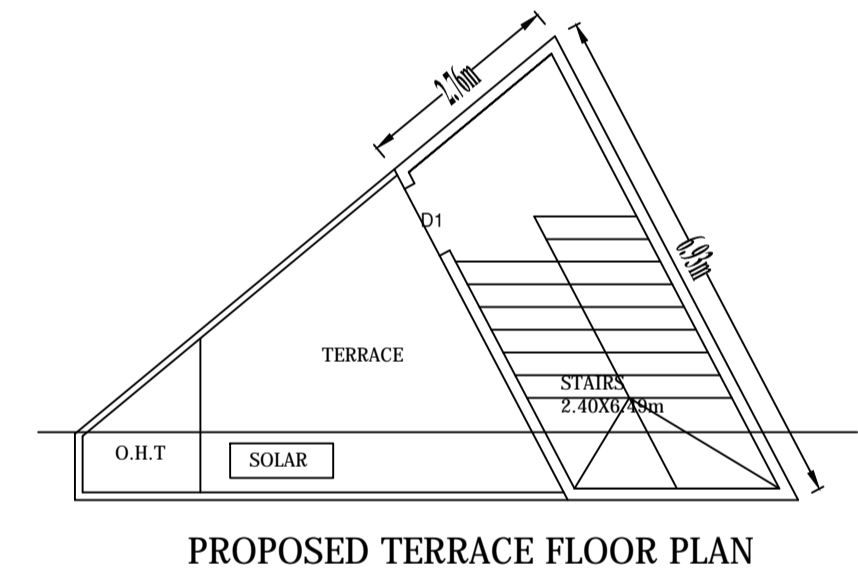 2.76m
D1
6.93m
TERRACE
STAIRS
2.40X6.49m
O.H.T
SOLAR
PROPOSED TERRACE FLOOR PLAN